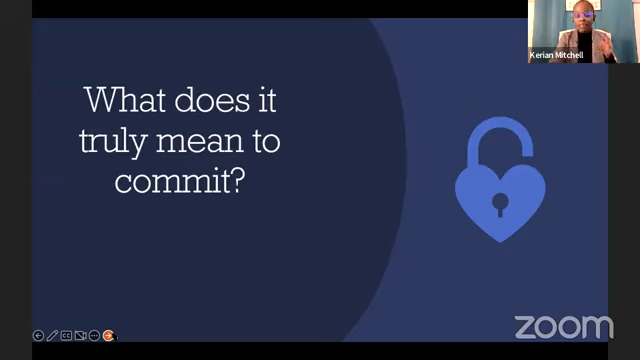 Kerian Mitchell
What does it
truly mean to
commit?
zoom